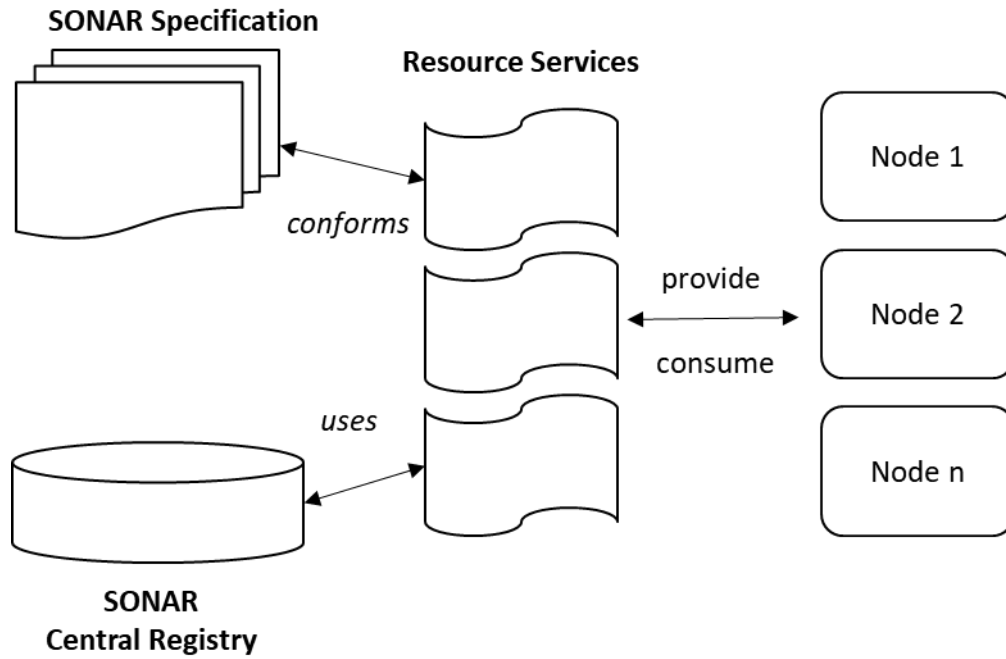 SONAR Specification
Resource Services
Node 1
conforms
provide
Node 2
consume
uses
Node n
SONAR
Central Registry